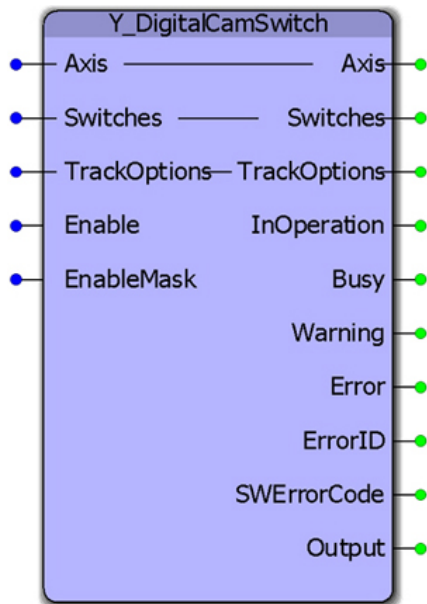 Y_DigitalCamSwitch
Axis Axis
Switches Switches
TrackOptions TrackOptions
Enable InOperation
EnableMask Busy
Warning
Error
ErrorID
SWErrorCode
Output